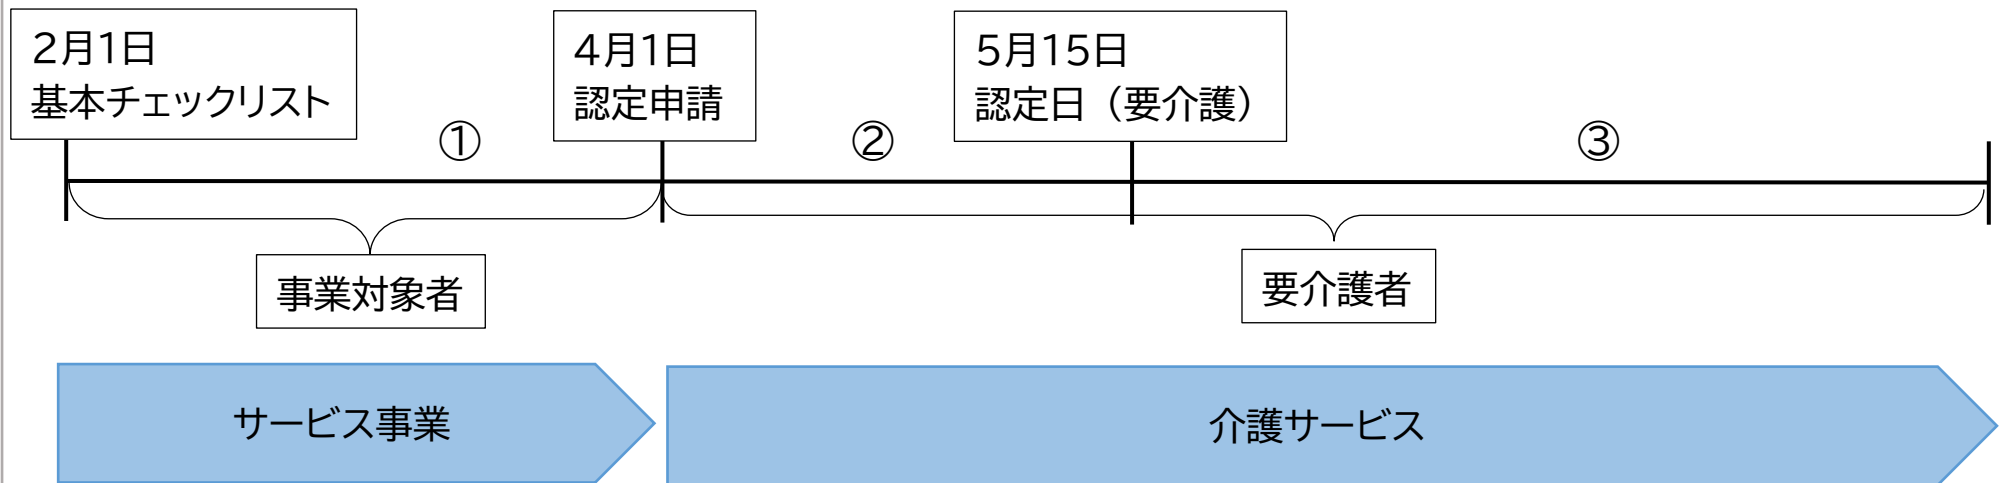 2月1日
基本チェックリスト
4月1日
認定申請
5月15日
認定日（要介護）
①
②
③
事業対象者
要介護者
サービス事業
介護サービス